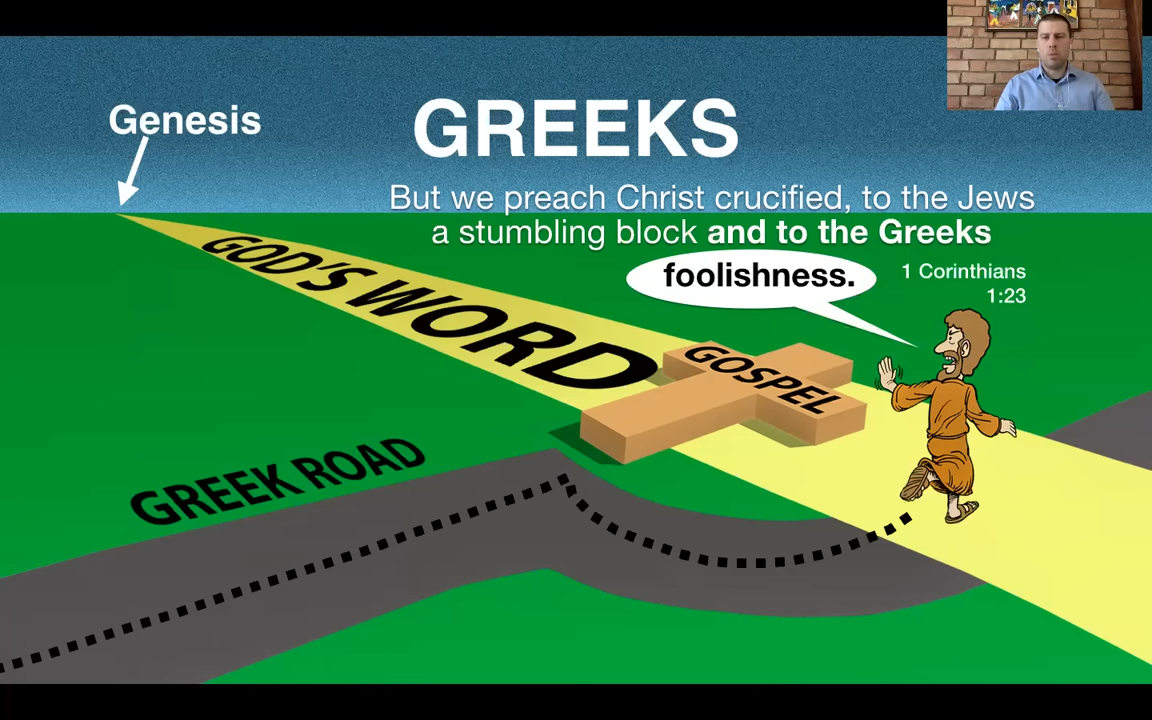 Genesis
GREEKS
But we preach Christ crucified, to the Jews
a stumbling block and to the Greeks
foolishness.
1 Corinthians
1:23
GOD'S WORD
GOSPEL
GREEK ROAD